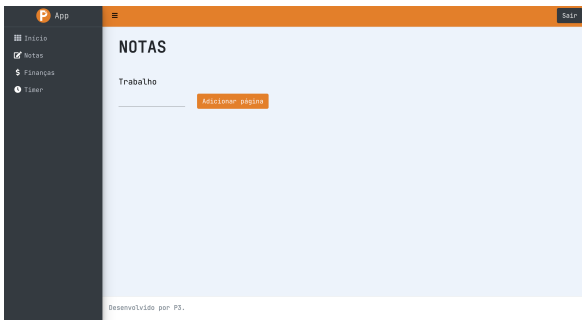 P App
Sair
Início
Notas
Finanças
Timer
NOTAS
Trabalho
Adicionar página
Desenvolvido por P3.